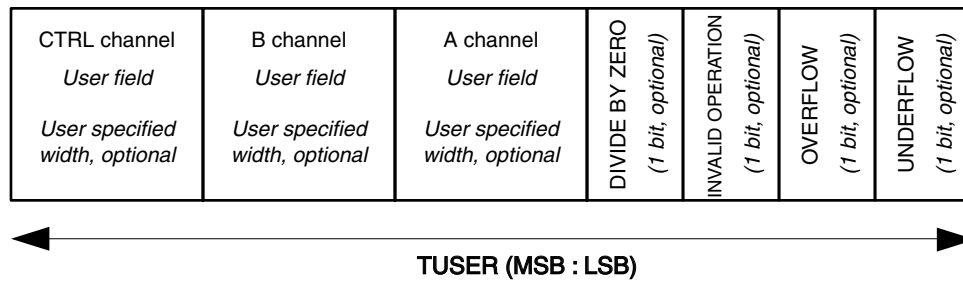 CTRL channel
User field
User specified
width, optional
B channel
User field
User specified
width, optional
A channel
User field
User specified
width, optional
DIVIDE BY ZERO
(1 bit, optional)
INVALID OPERATION
(1 bit, optional)
OVERFLOW
(1 bit, optional)
UNDERFLOW
(1 bit, optional)
TUSER (MSB : LSB)